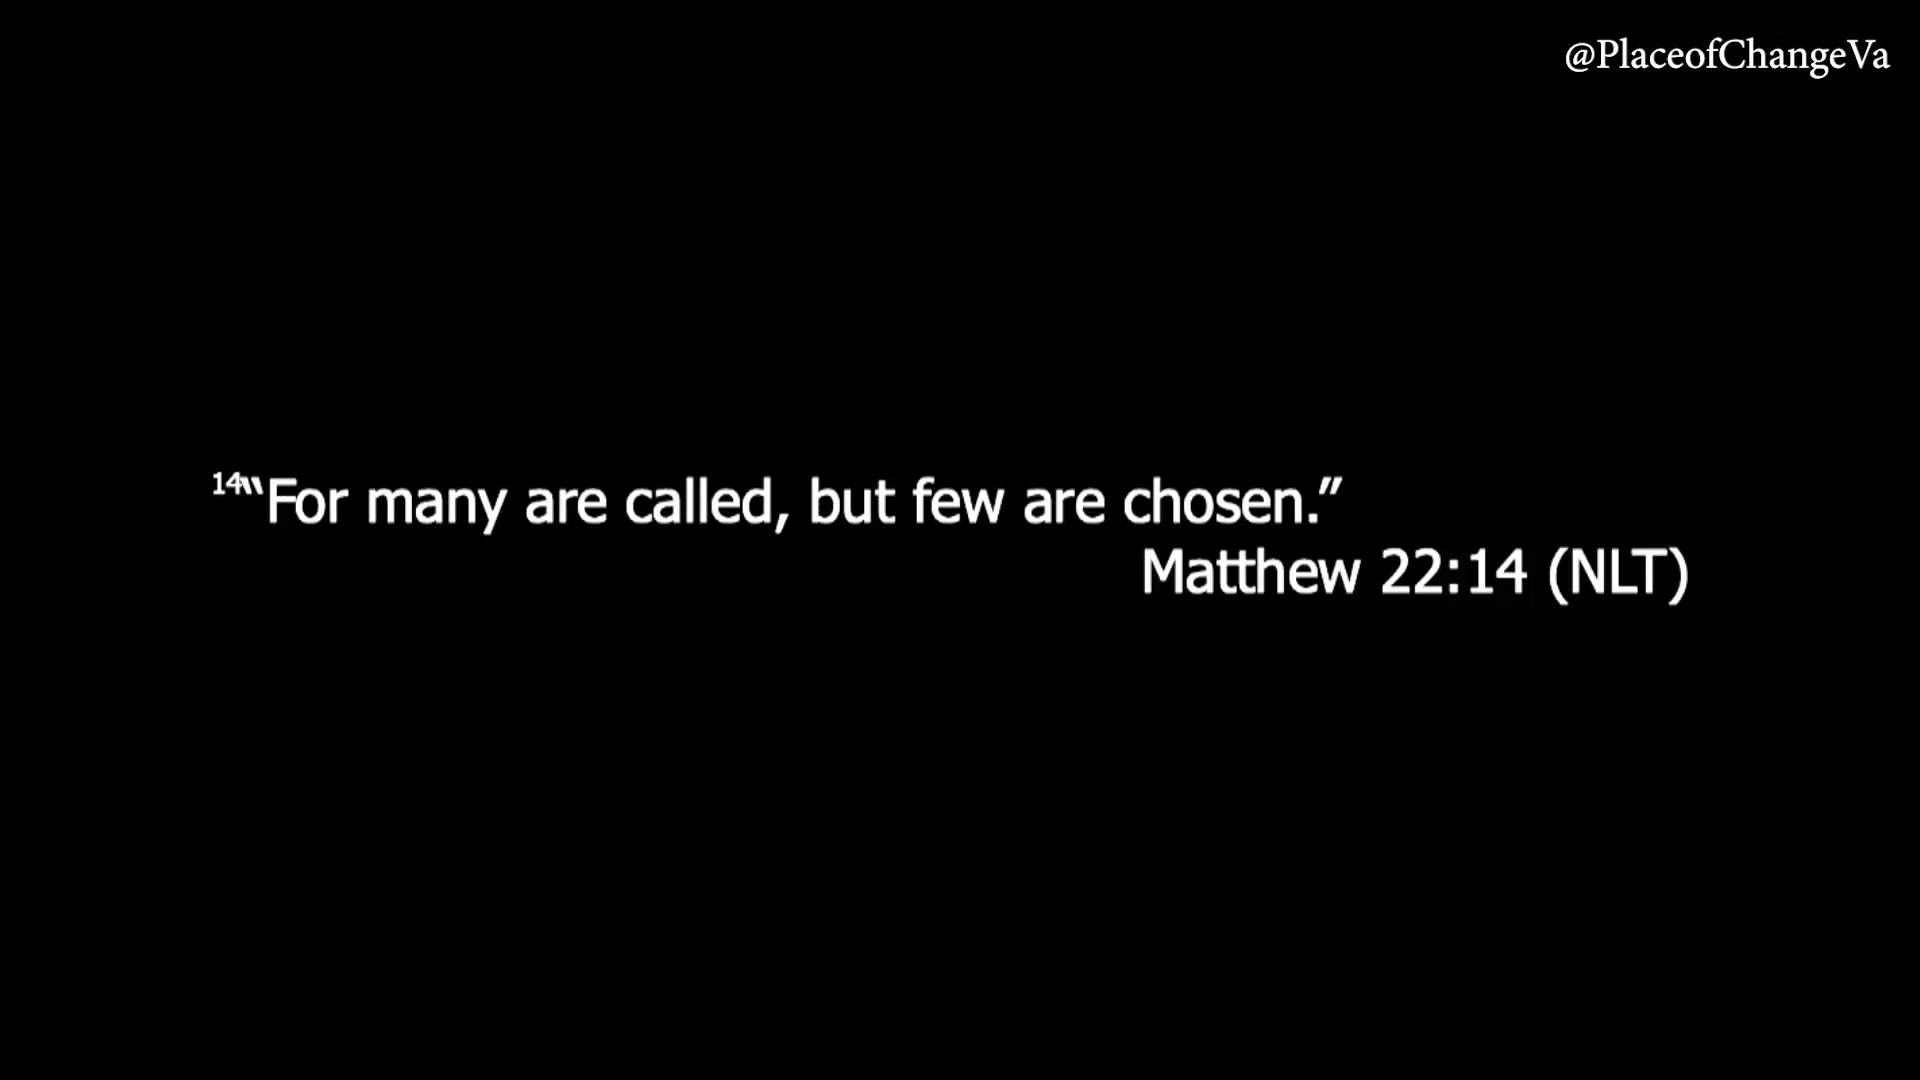 @PlaceofChangeVa
14“For many are called, but few are chosen.”
Matthew 22:14 (NLT)